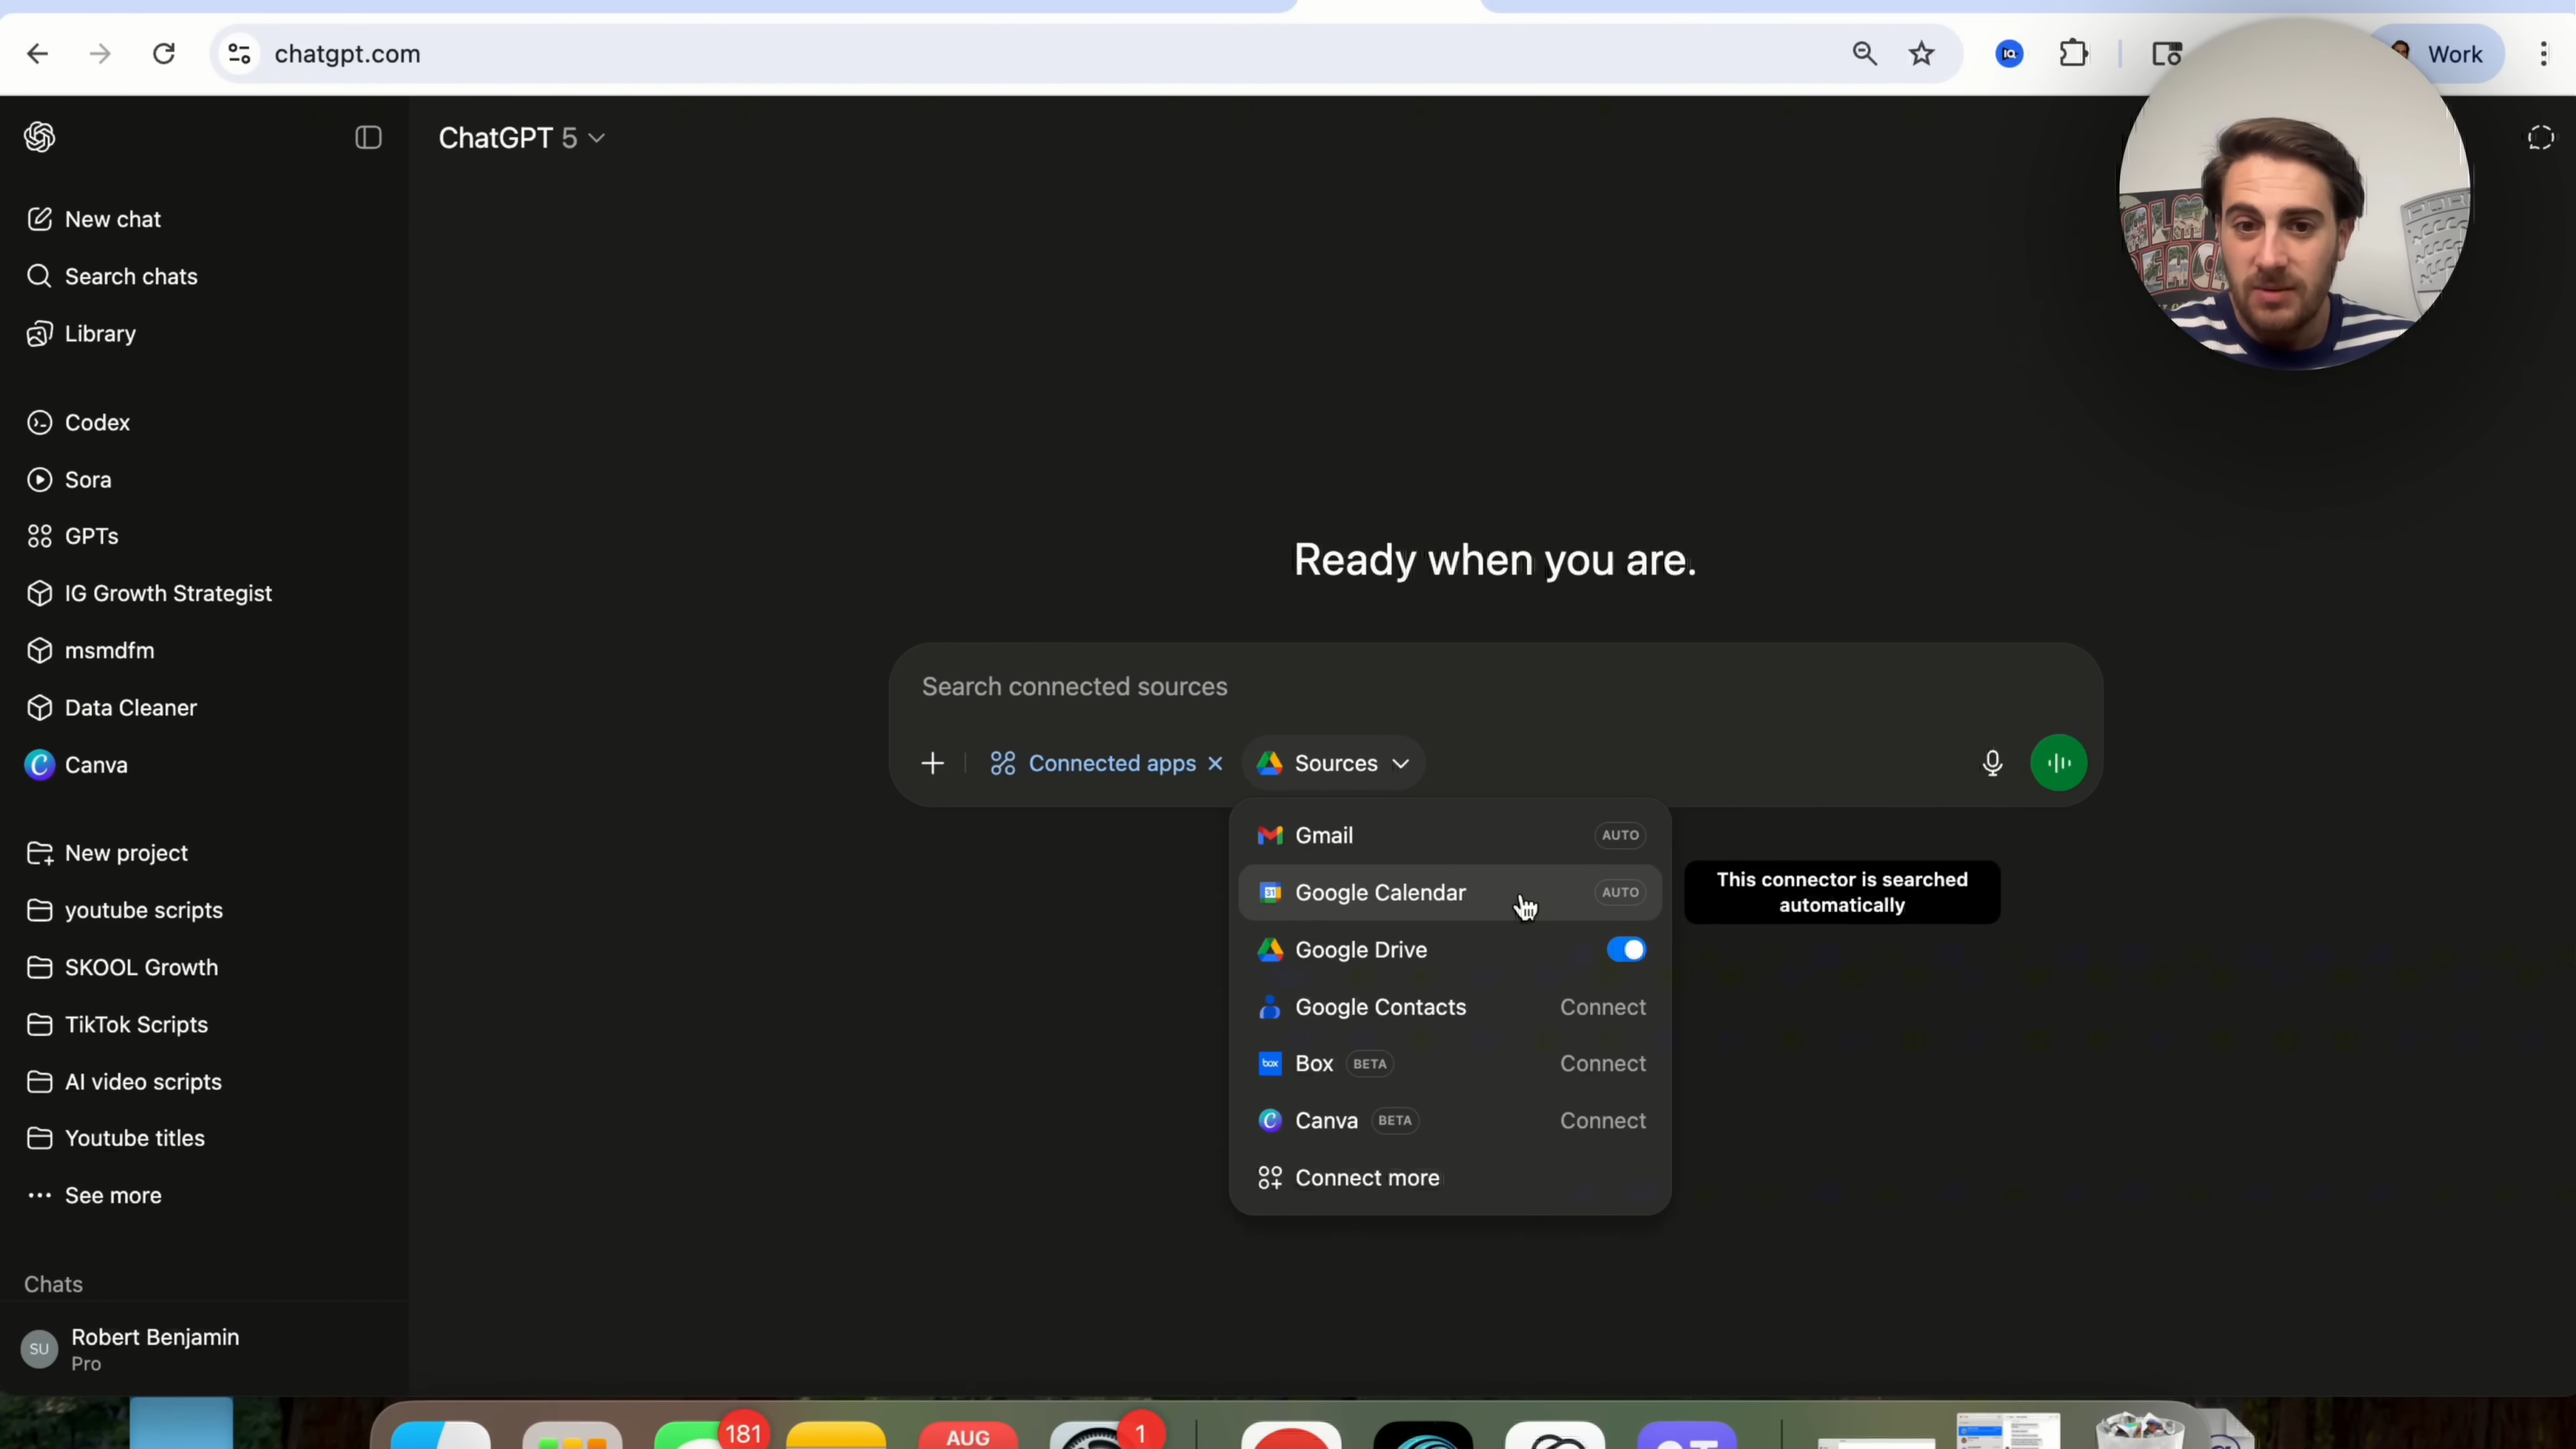 chatgpt.com
Work
ChatGPT 5
New chat
Search chats
Library
Codex
Sora
GPTs
IG Growth Strategist
msmdfm
Data Cleaner
Canva
New project
youtube scripts
SKOOL Growth
TikTok Scripts
AI video scripts
Youtube titles
See more
Chats
SU
Robert Benjamin
Pro
Ready when you are.
Search connected sources
Connected apps
Sources
Gmail AUTO
Google Calendar AUTO
This connector is searched
automatically
Google Drive
Google Contacts Connect
box Box BETA Connect
Canva BETA Connect
Connect more
181
AUG
1